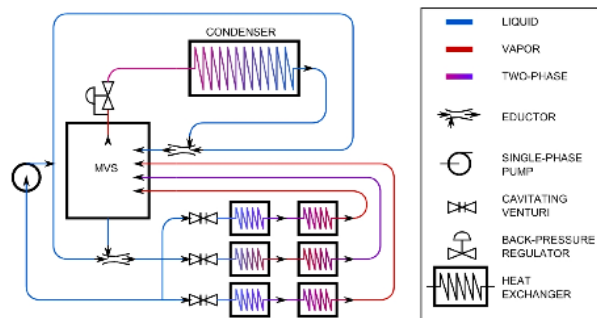 CONDENSER
MVS
LIQUID
VAPOR
TWO-PHASE
EDUCTOR
SINGLE-PHASE
PUMP
CAVITATING
VENTURI
BACK-PRESSURE
REGULATOR
HEAT
EXCHANGER